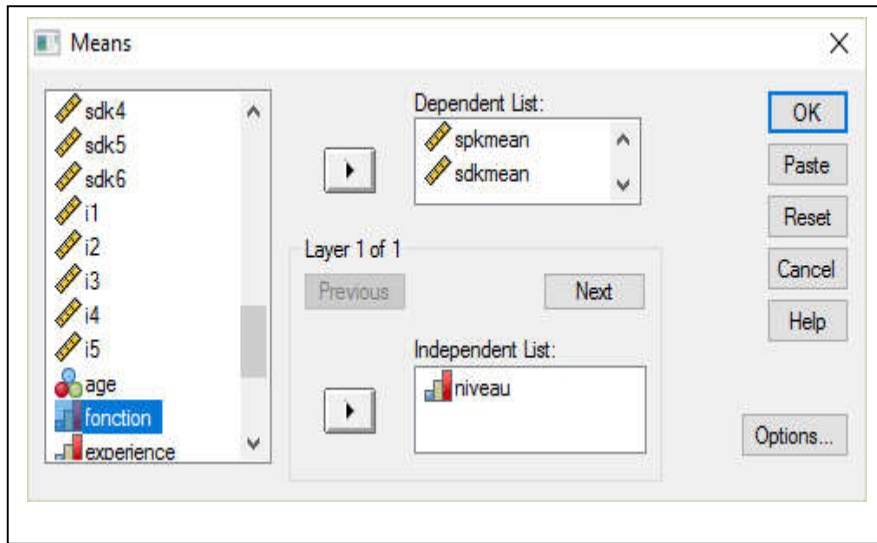 Means
sdk4
sdk5
sdk6
i1
i2
i3
i4
i5
age
fonction
experience
Dependent List:
spkmean
sdkmean
Layer 1 of 1
Previous
Next
Independent List:
niveau
OK
Paste
Reset
Cancel
Help
Options...